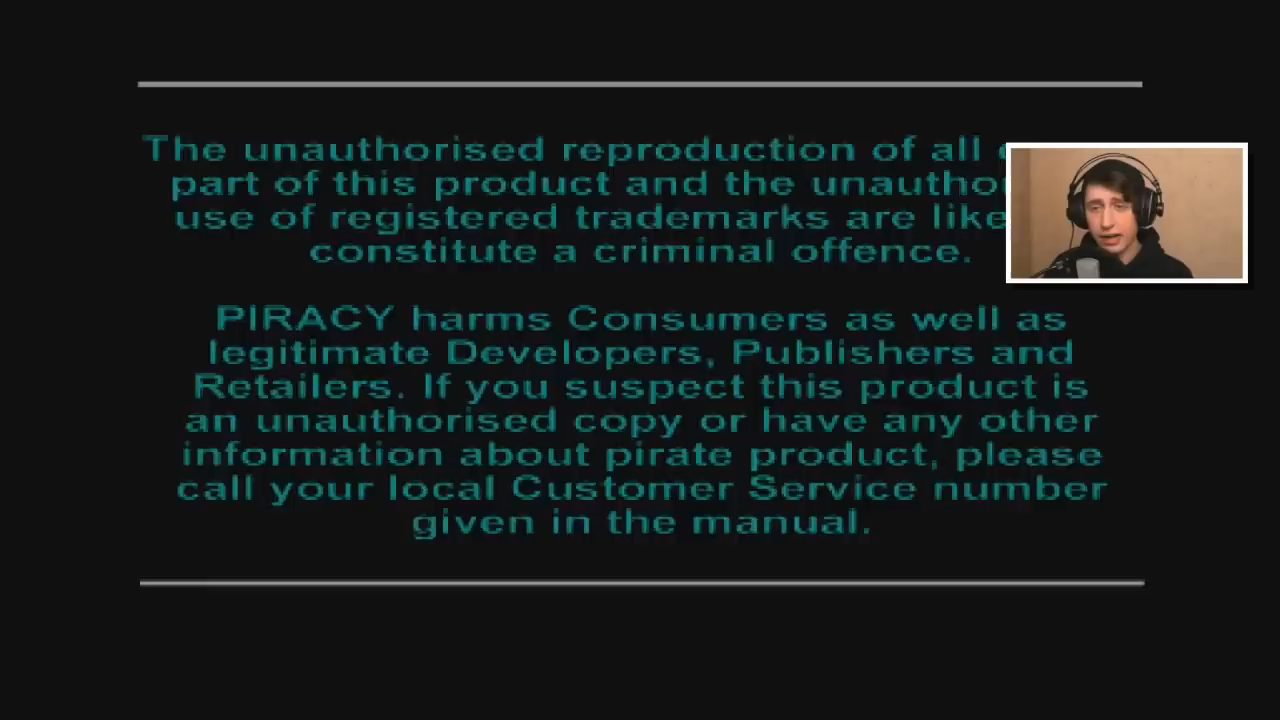 The unauthorised reproduction of all
part of this product and the
use of registered trademarks are
constitute a criminal offence.
PIRACY harms Consumers as well as
legitimate Developers, Publishers and
Retailers. If you suspect this product is
an unauthorised copy or have any other
information about pirate product, please
call your local Customer Service number
given in the manual.